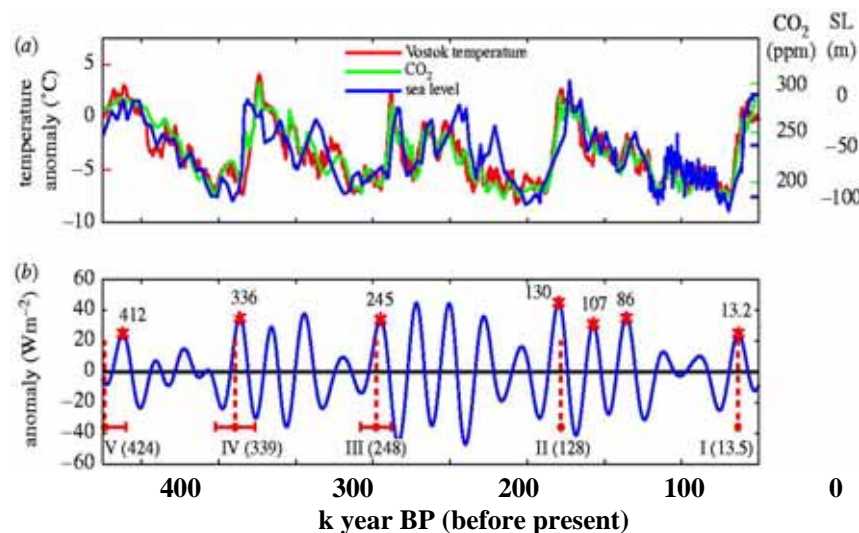 CO2 SL
(a) (ppm) (m)
Vostok temperature
CO2
sea level
temperature
anomaly (°C)
5
0
−5
−10
300
250
200
0
−50
−100
(b)
anomaly (Wm−2)
60
40
20
0
−20
−40
−60
412 336 245 130 107 86 13.2
V (424) IV (339) III (248) II (128) I (13.5)
400 300 200 100 0
k year BP (before present)